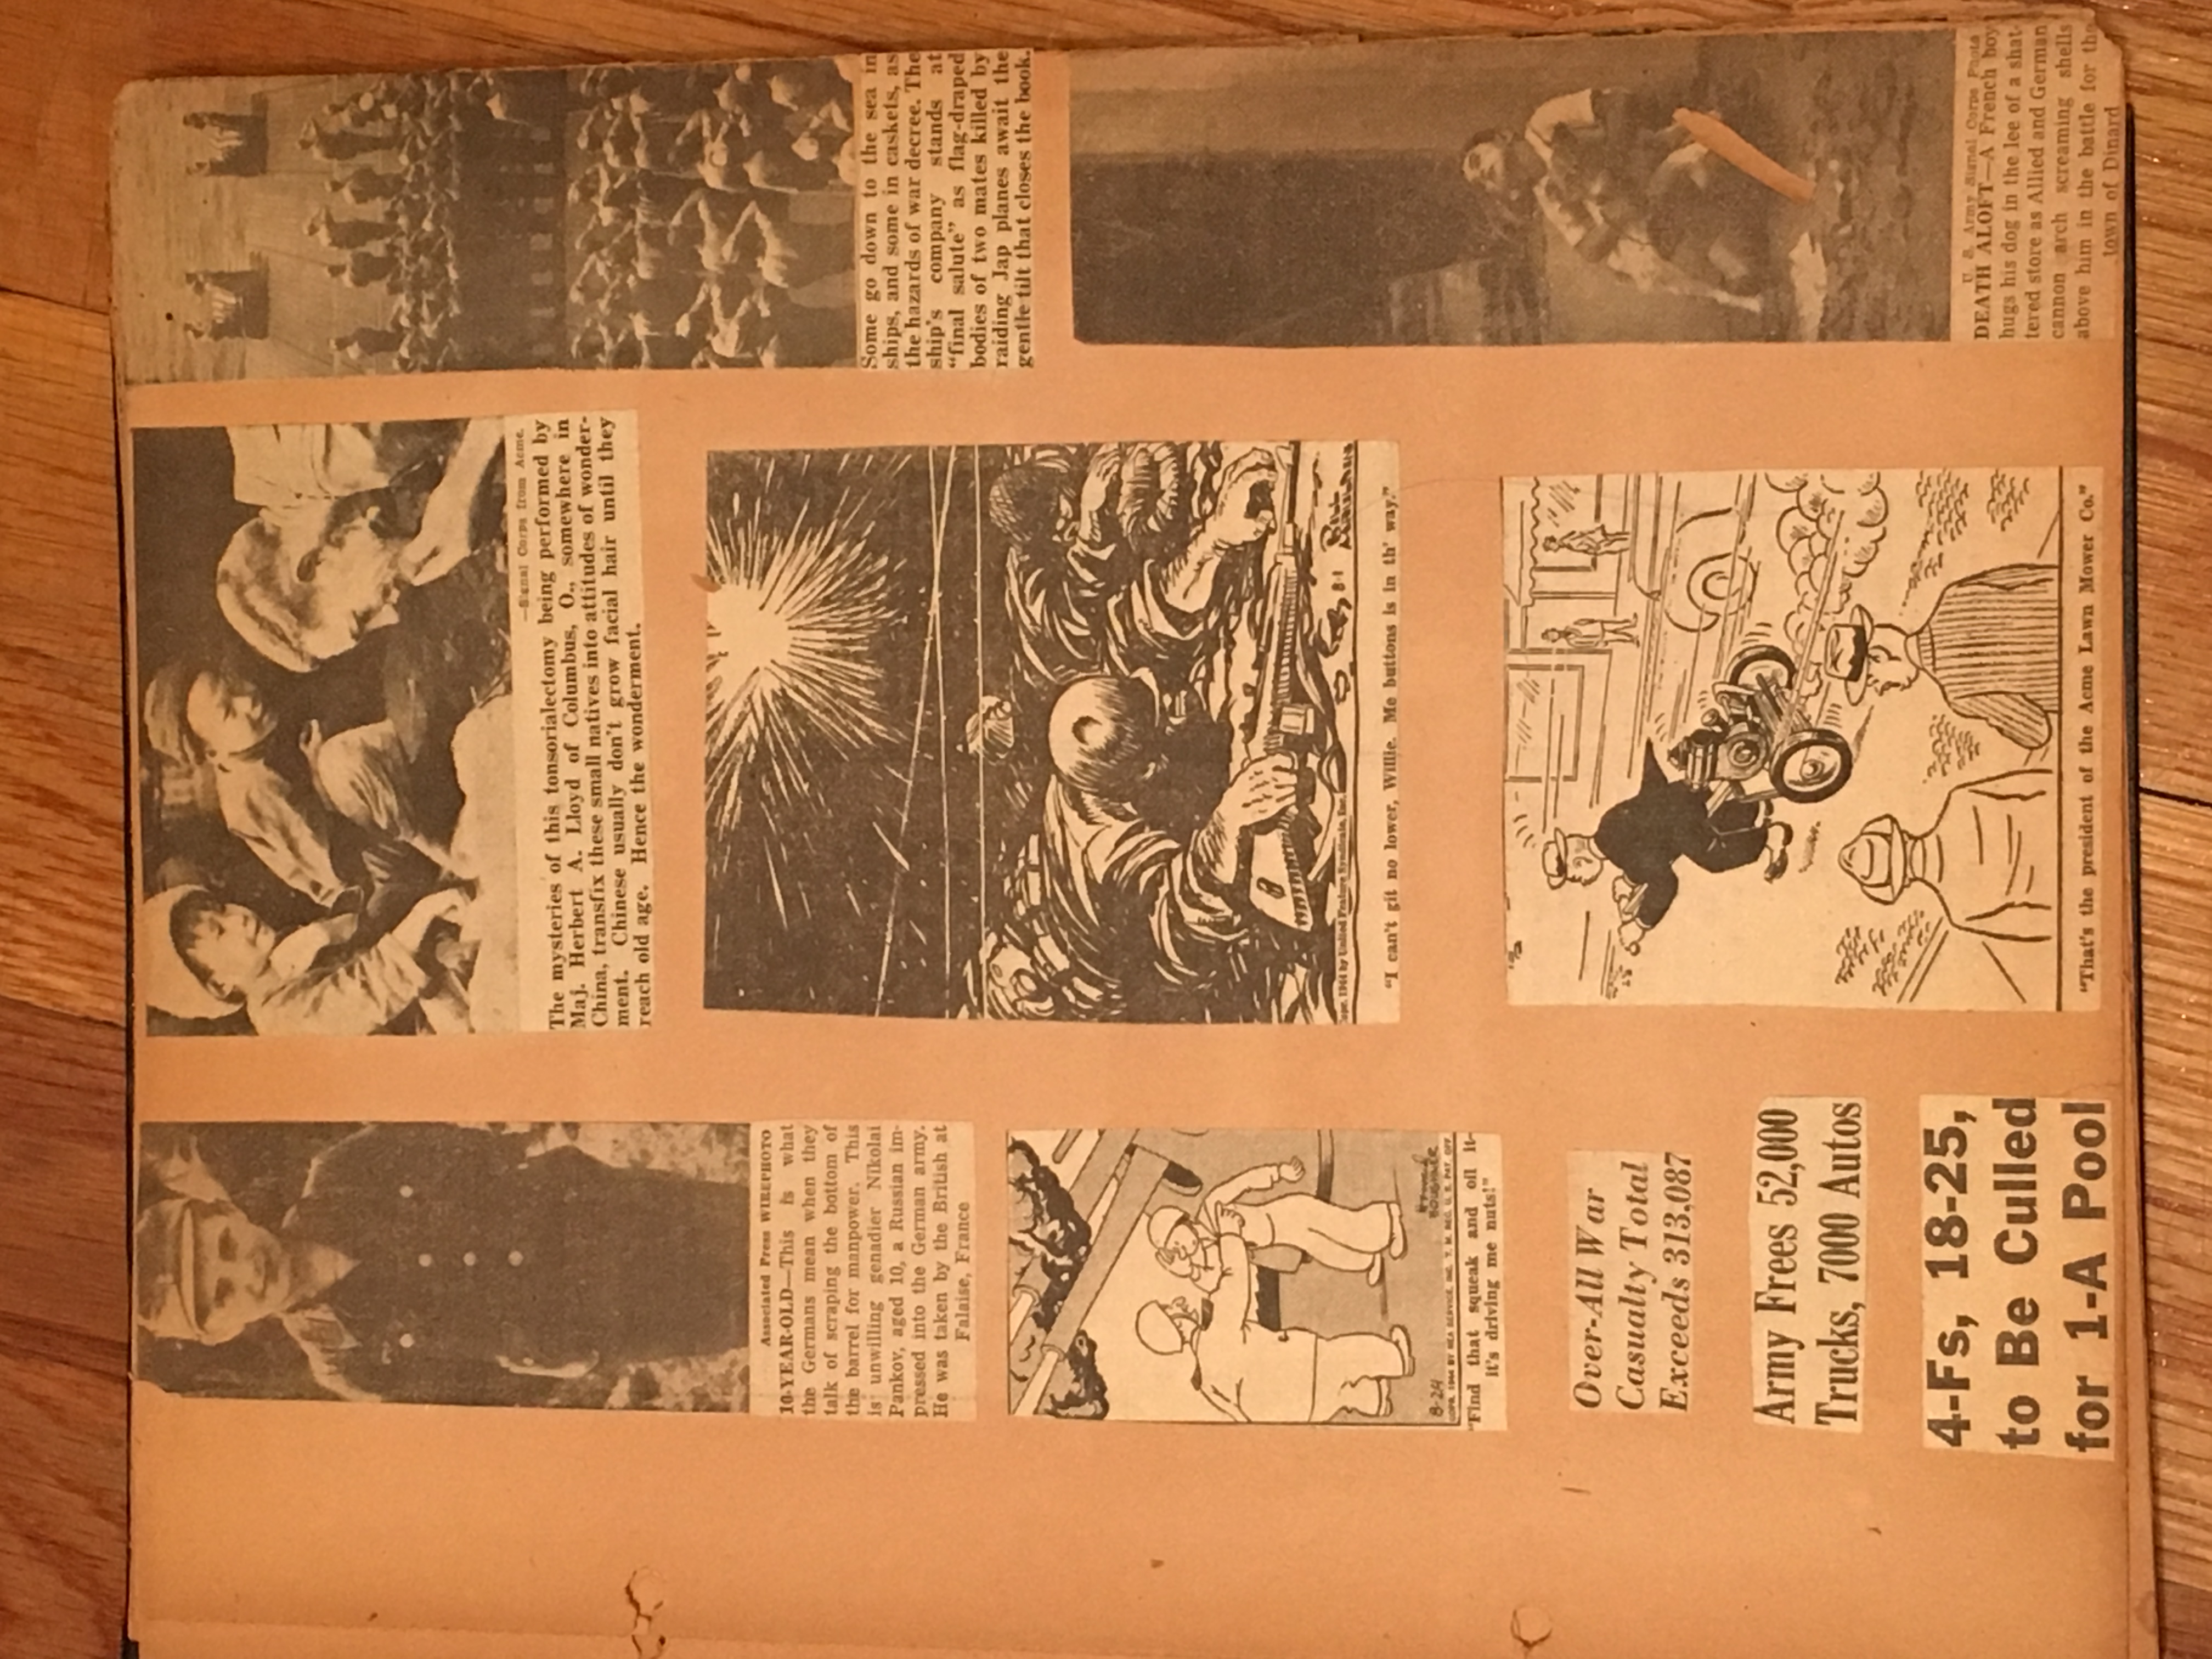 Associated Press WIREPHOTO
10-YEAR-OLD—This is what
the Germans mean when they
talk of scraping the bottom of
the barrel for manpower. This
is unwilling genadier Nikolai
Pankov, aged 10, a Russian im-
pressed into the German army.
He was taken by the British at
Falaise, France
8-24
BOUGHNER
COPR. 1944 BY NEA SERVICE, INC. T. M. REG. U. S. PAT. OFF.
"Find that squeak and oil it—
it's driving me nuts!"
Over-All War
Casualty Total
Exceeds 313,087
Army Frees 52,000
Trucks, 7000 Autos
4-Fs, 18-25,
to Be Culled
for 1-A Pool
—Signal Corps from Acme.
The mysteries of this tonsorialectomy being performed by
Maj. Herbert A. Lloyd of Columbus, O., somewhere in
China, transfix these small natives into attitudes of wonder-
ment. Chinese usually don't grow facial hair until they
reach old age. Hence the wonderment.
1944 by United Feature Syndicate, Inc.
8-1
"I can't git no lower, Willie. Me buttons is in th' way."
"That's the president of the Acme Lawn Mower Co."
Some go down to the sea in
ships, and some in caskets, as
the hazards of war decree. The
ship's company stands at
"final salute" as flag-draped
bodies of two mates killed by
raiding Jap planes await the
gentle tilt that closes the book.
U. S. Army Signal Corps Photo
DEATH ALOFT—A French boy
hugs his dog in the lee of a shat-
tered store as Allied and German
cannon arch screaming shells
above him in the battle for the
town of Dinard